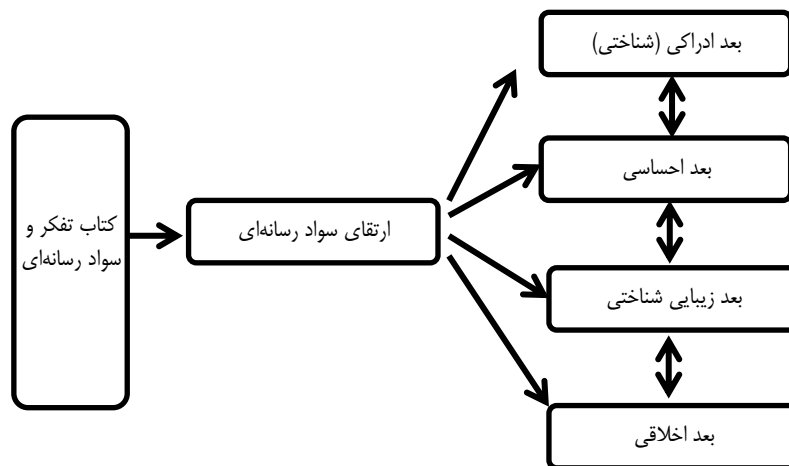 بعد ادراکی (شناختی)
بعد احساسی
کتاب تفکر و
سواد رسانه‌ای
ارتقای سواد رسانه‌ای
بعد زیبایی شناختی
بعد اخلاقی